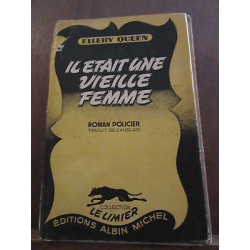 ELLERY QUEEN
IL ETAIT UNE
VIEILLE
FEMME
ROMAN POLICIER
TRADUIT DE L'ANGLAIS
COLLECTION
LE LIMIER
EDITIONS ALBIN MICHEL